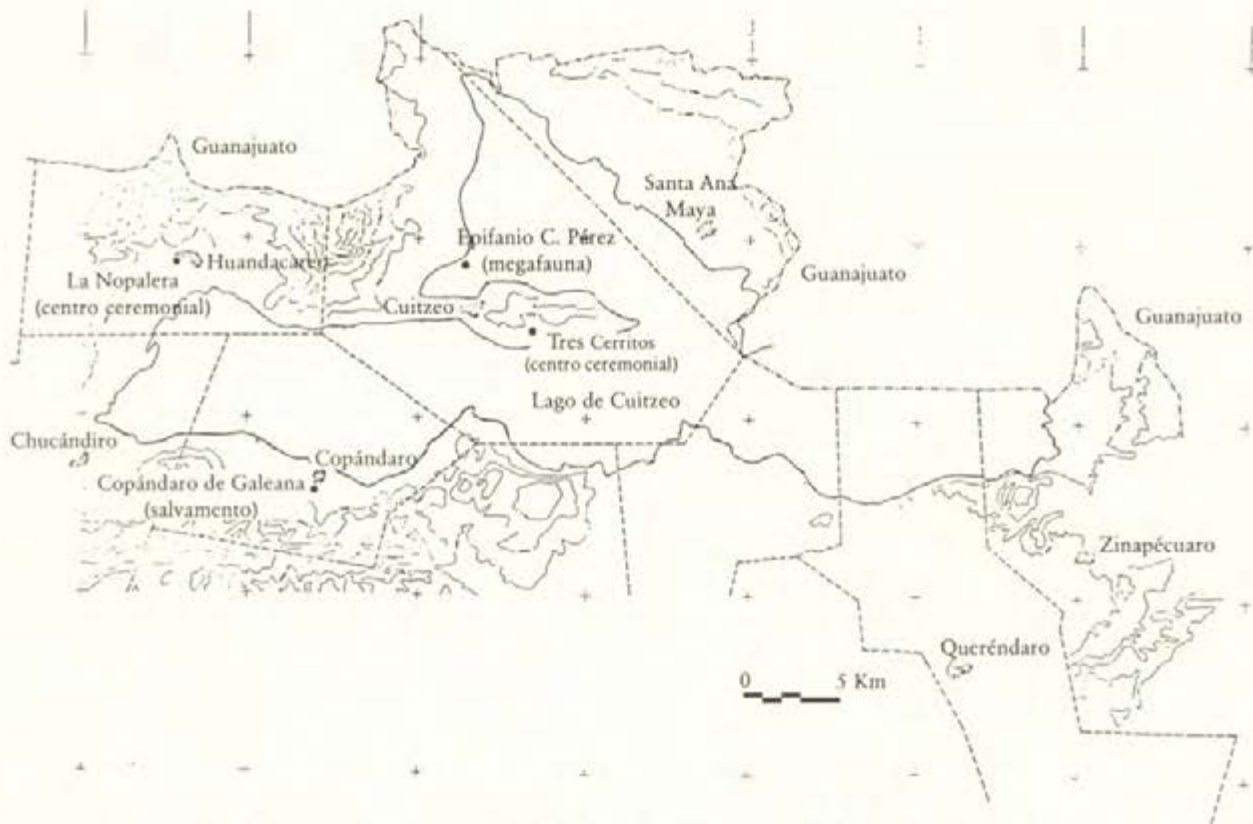 Guanajuato
Santa Ana
Maya
Epifanio C. Pérez
(megafauna)
Huandacareo
La Nopalera
(centro ceremonial)
Guanajuato
Cuitzeo
Guanajuato
Tres Cerritos
(centro ceremonial)
Lago de Cuitzeo
Chucándiro
Copándaro
Copándaro de Galeana
(salvamento)
Zinapécuaro
Queréndaro
0 5 Km